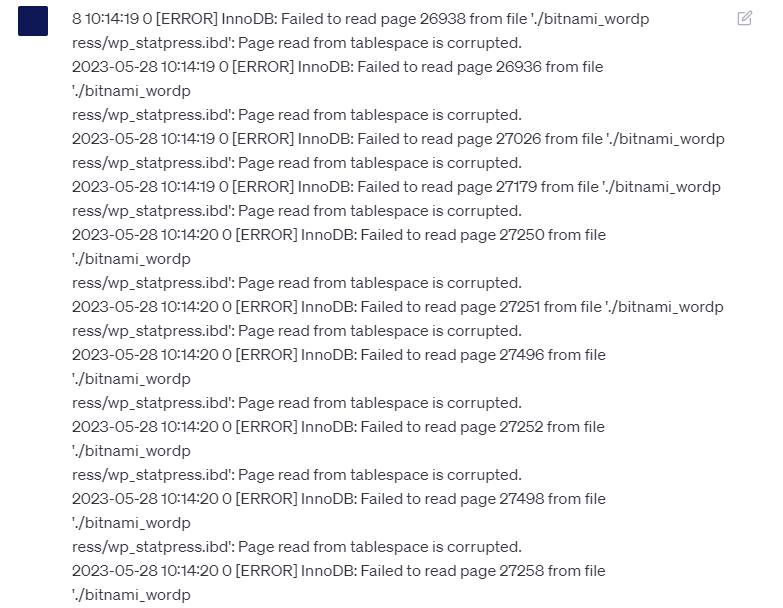 8 10:14:19 0 [ERROR] InnoDB: Failed to read page 26938 from file './bitnami_wordp
ress/wp_statpress.ibd': Page read from tablespace is corrupted.
2023-05-28 10:14:19 0 [ERROR] InnoDB: Failed to read page 26936 from file
'./bitnami_wordp
ress/wp_statpress.ibd': Page read from tablespace is corrupted.
2023-05-28 10:14:19 0 [ERROR] InnoDB: Failed to read page 27026 from file './bitnami_wordp
ress/wp_statpress.ibd': Page read from tablespace is corrupted.
2023-05-28 10:14:19 0 [ERROR] InnoDB: Failed to read page 27179 from file './bitnami_wordp
ress/wp_statpress.ibd': Page read from tablespace is corrupted.
2023-05-28 10:14:20 0 [ERROR] InnoDB: Failed to read page 27250 from file
'./bitnami_wordp
ress/wp_statpress.ibd': Page read from tablespace is corrupted.
2023-05-28 10:14:20 0 [ERROR] InnoDB: Failed to read page 27251 from file './bitnami_wordp
ress/wp_statpress.ibd': Page read from tablespace is corrupted.
2023-05-28 10:14:20 0 [ERROR] InnoDB: Failed to read page 27496 from file
'./bitnami_wordp
ress/wp_statpress.ibd': Page read from tablespace is corrupted.
2023-05-28 10:14:20 0 [ERROR] InnoDB: Failed to read page 27252 from file
'./bitnami_wordp
ress/wp_statpress.ibd': Page read from tablespace is corrupted.
2023-05-28 10:14:20 0 [ERROR] InnoDB: Failed to read page 27498 from file
'./bitnami_wordp
ress/wp_statpress.ibd': Page read from tablespace is corrupted.
2023-05-28 10:14:20 0 [ERROR] InnoDB: Failed to read page 27258 from file
'./bitnami_wordp